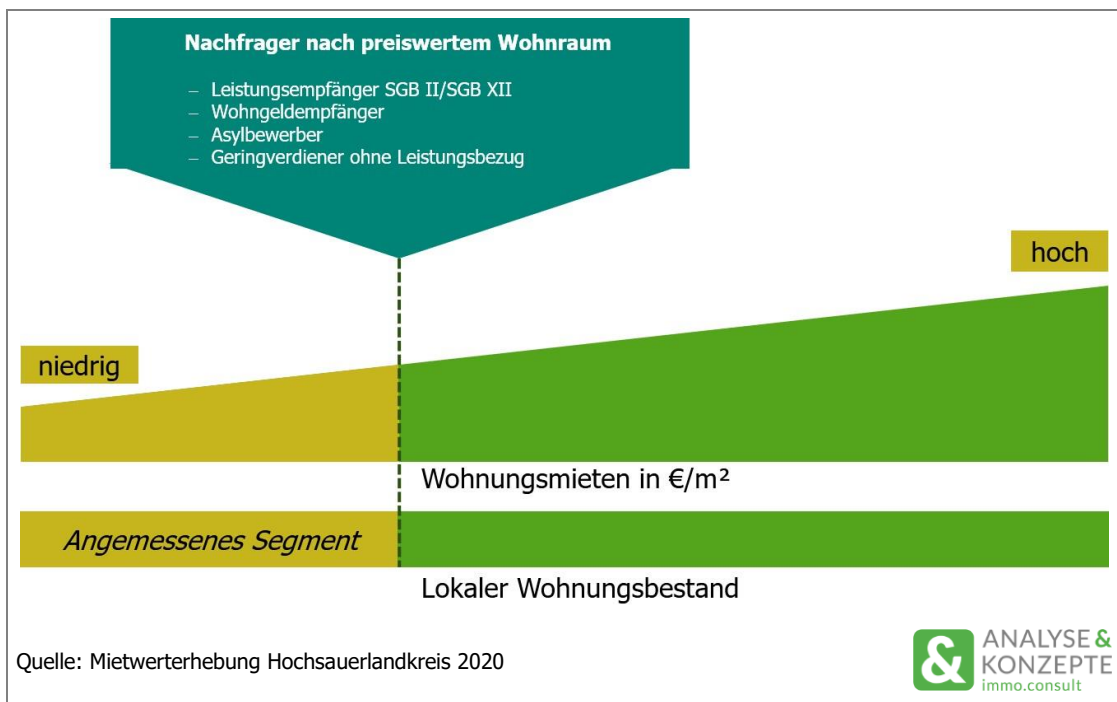 Nachfrager nach preiswertem Wohnraum
– Leistungsempfänger SGB II/SGB XII
– Wohngeldempfänger
– Asylbewerber
– Geringverdiener ohne Leistungsbezug
hoch
niedrig
Wohnungsmieten in €/m²
Angemessenes Segment
Lokaler Wohnungsbestand
Quelle: Mietwerterhebung Hochsauerlandkreis 2020
&
ANALYSE &
KONZEPTE
immo.consult